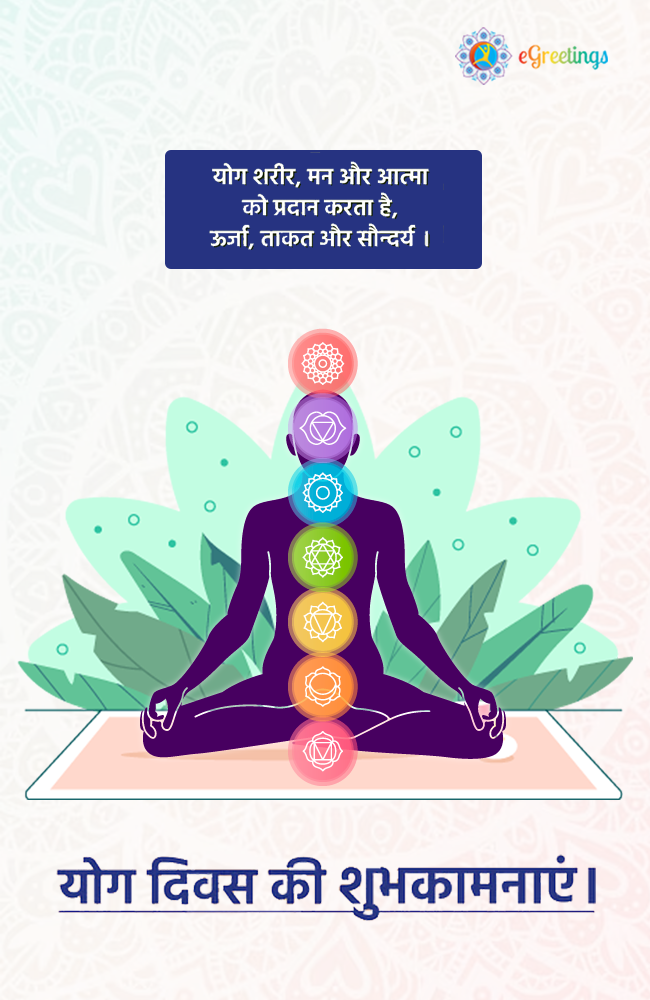 eGreetings
योग शरीर, मन और आत्मा
को प्रदान करता है,
ऊर्जा, ताकत और सौन्दर्य ।
योग दिवस की शुभकामनाएं।